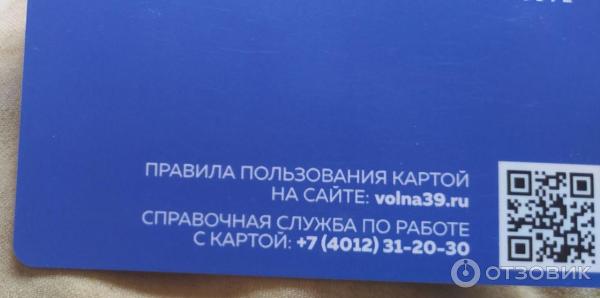 ПРАВИЛА ПОЛЬЗОВАНИЯ КАРТОЙ
НА САЙТЕ: volna39.ru
СПРАВОЧНАЯ СЛУЖБА ПО РАБОТЕ
С КАРТОЙ: +7 (4012) 31-20-30
ОТЗОВИК